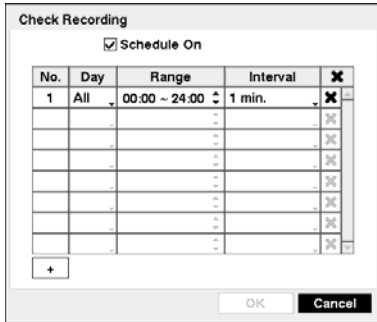 Check Recording
Schedule On
No. Day Range Interval ✖
1 All 00:00 ~ 24:00 1 min. ✖
+
OK Cancel